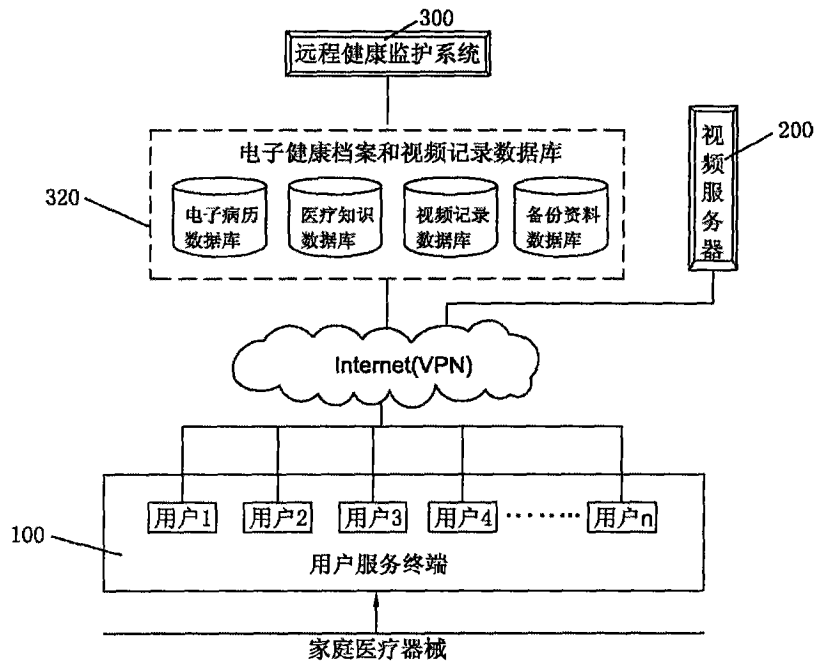 300
远程健康监护系统
200
视频服务器
电子健康档案和视频记录数据库
320
电子病历 医疗知识 视频记录 备份资料
数据库 数据库 数据库 数据库
Internet(VPN)
用户1 用户2 用户3 用户4 ········· 用户n
100
用户服务终端
家庭医疗器械